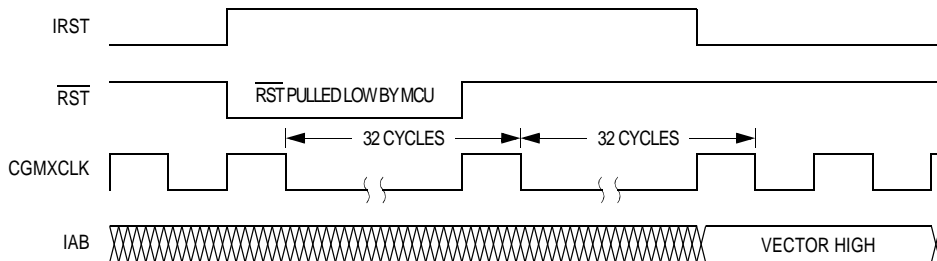 IRST
RST
RST PULLED LOW BY MCU
32 CYCLES
32 CYCLES
CGMXCLK
IAB
VECTOR HIGH